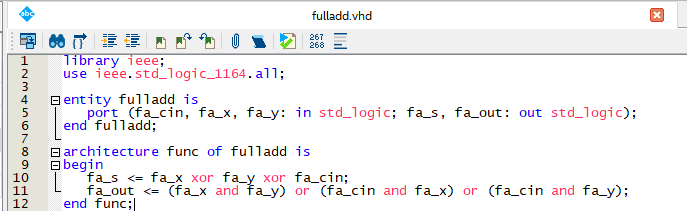 abc
fulladd.vhd
267
268
1 library ieee;
2 use ieee.std_logic_1164.all;
3
4 entity fulladd is
5 port (fa_cin, fa_x, fa_y: in std_logic; fa_s, fa_out: out std_logic);
6 end fulladd;
7
8 architecture func of fulladd is
9 begin
10 fa_s <= fa_x xor fa_y xor fa_cin;
11 fa_out <= (fa_x and fa_y) or (fa_cin and fa_x) or (fa_cin and fa_y);
12 end func;